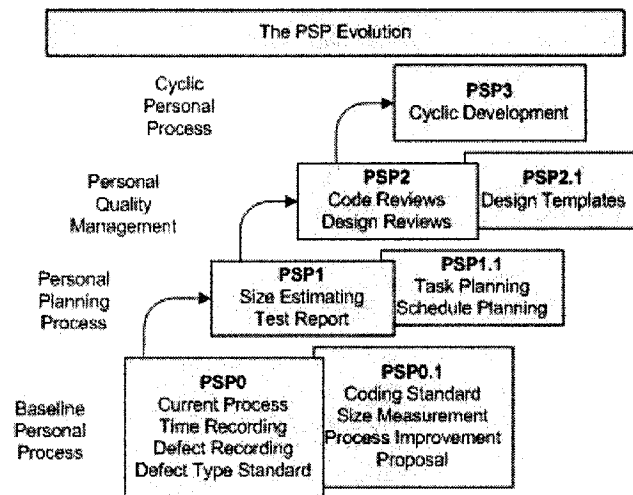 The PSP Evolution
Cyclic
Personal
Process
PSP3
Cyclic Development
Personal
Quality
Management
PSP2
Code Reviews
Design Reviews
PSP2.1
Design Templates
Personal
Planning
Process
PSP1
Size Estimating
Test Report
PSP1.1
Task Planning
Schedule Planning
Baseline
Personal
Process
PSP0
Current Process
Time Recording
Defect Recording
Defect Type Standard
PSP0.1
Coding Standard
Size Measurement
Process Improvement
Proposal